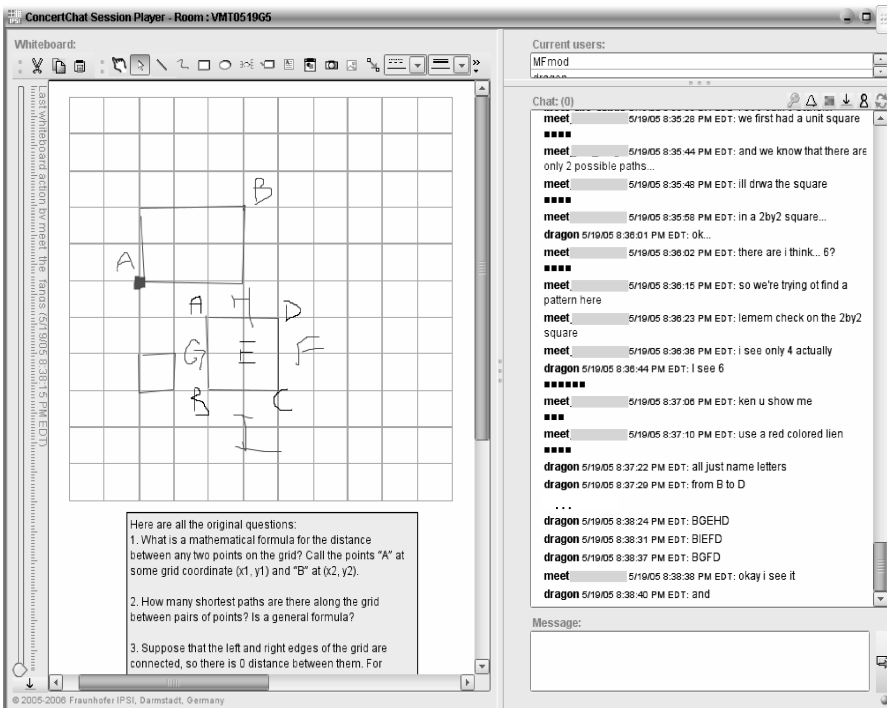 ConcertChat Session Player - Room : VMT0519G5
Whiteboard:
Last whiteboard action by meet the fangs (5/19/05 8:38:15 PM EDT)
B
A
A H D
G E F
B C
I
Here are all the original questions:
1. What is a mathematical formula for the distance
between any two points on the grid? Call the points "A" at
some grid coordinate (x1, y1) and "B" at (x2, y2).
2. How many shortest paths are there along the grid
between pairs of points? Is a general formula?
3. Suppose that the left and right edges of the grid are
connected, so there is 0 distance between them. For
© 2005-2006 Fraunhofer IPSI, Darmstadt, Germany
Current users:
MFmod
dragon
Chat: (0)
meet 5/19/05 8:35:28 PM EDT: we first had a unit square
meet 5/19/05 8:35:44 PM EDT: and we know that there are
only 2 possible paths...
meet 5/19/05 8:35:48 PM EDT: ill drwa the square
meet 5/19/05 8:35:58 PM EDT: in a 2by2 square...
dragon 5/19/05 8:36:01 PM EDT: ok...
meet 5/19/05 8:36:02 PM EDT: there are i think... 6?
meet 5/19/05 8:36:15 PM EDT: so we're trying ot find a
pattern here
meet 5/19/05 8:36:23 PM EDT: lemem check on the 2by2
square
meet 5/19/05 8:36:36 PM EDT: i see only 4 actually
dragon 5/19/05 8:36:44 PM EDT: I see 6
meet 5/19/05 8:37:06 PM EDT: ken u show me
meet 5/19/05 8:37:10 PM EDT: use a red colored lien
dragon 5/19/05 8:37:22 PM EDT: all just name letters
dragon 5/19/05 8:37:29 PM EDT: from B to D
...
dragon 5/19/05 8:38:24 PM EDT: BGEHD
dragon 5/19/05 8:38:31 PM EDT: BIEFD
dragon 5/19/05 8:38:37 PM EDT: BGFD
meet 5/19/05 8:38:38 PM EDT: okay i see it
dragon 5/19/05 8:38:40 PM EDT: and
Message: